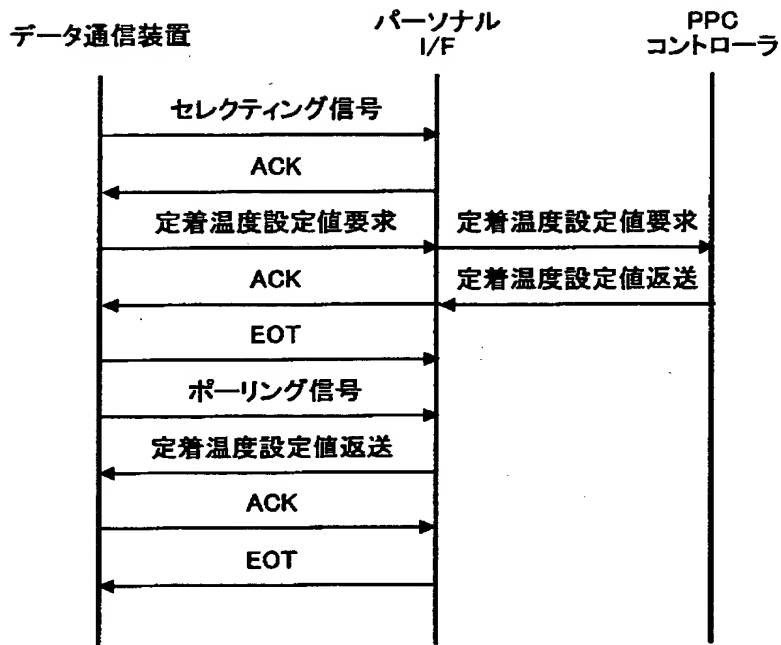 データ通信装置
パーソナル
I/F
PPC
コントローラ
セレクティング信号
ACK
定着温度設定値要求
定着温度設定値要求
ACK
定着温度設定値返送
EOT
ポーリング信号
定着温度設定値返送
ACK
EOT